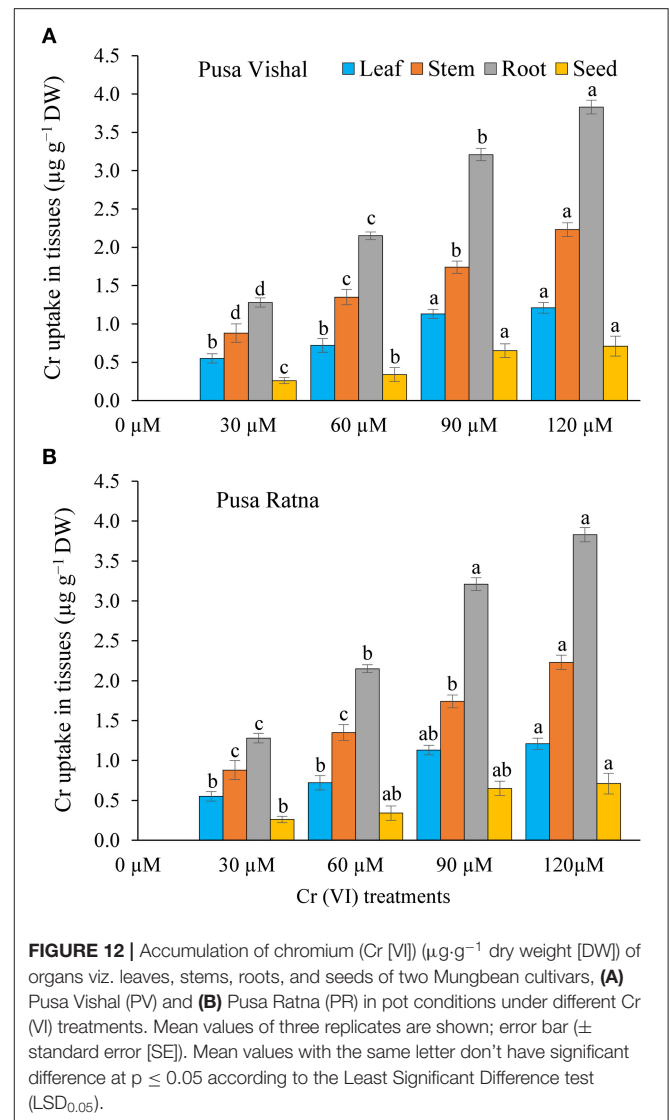 A
Pusa Vishal Leaf Stem Root Seed
Cr uptake in tissues (µg g⁻¹ DW)
4.5
4.0
3.5
3.0
2.5
2.0
1.5
1.0
0.5
0.0
b d d c
b c c b
a b b a
a a a a
0 µM 30 µM 60 µM 90 µM 120 µM
B
Pusa Ratna
Cr uptake in tissues (µg g⁻¹ DW)
4.5
4.0
3.5
3.0
2.5
2.0
1.5
1.0
0.5
0.0
b c c b
b c b ab
ab b a ab
a a a a
0 µM 30 µM 60 µM 90 µM 120µM
Cr (VI) treatments
FIGURE 12 | Accumulation of chromium (Cr [VI]) (µg·g⁻¹ dry weight [DW]) of
organs viz. leaves, stems, roots, and seeds of two Mungbean cultivars, (A)
Pusa Vishal (PV) and (B) Pusa Ratna (PR) in pot conditions under different Cr
(VI) treatments. Mean values of three replicates are shown; error bar (±
standard error [SE]). Mean values with the same letter don't have significant
difference at p ≤ 0.05 according to the Least Significant Difference test
(LSD₀.₀₅).